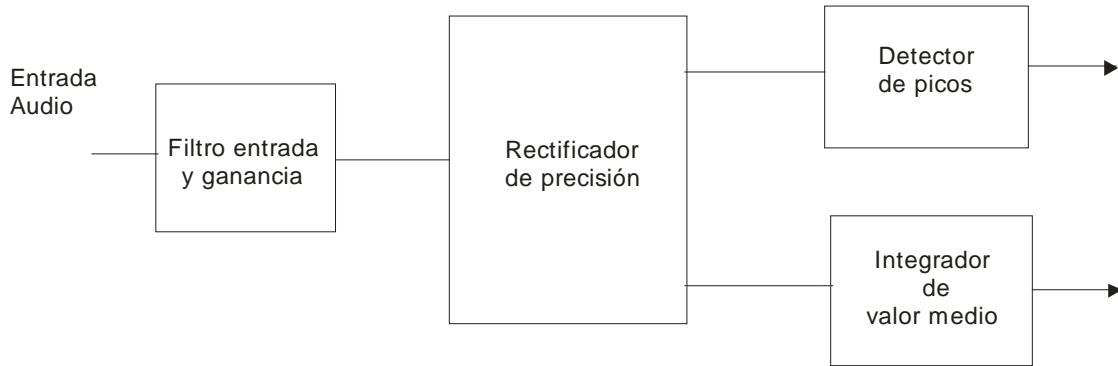 Entrada
Audio
Filtro entrada
y ganancia
Rectificador
de precisión
Detector
de picos
Integrador
de
valor medio